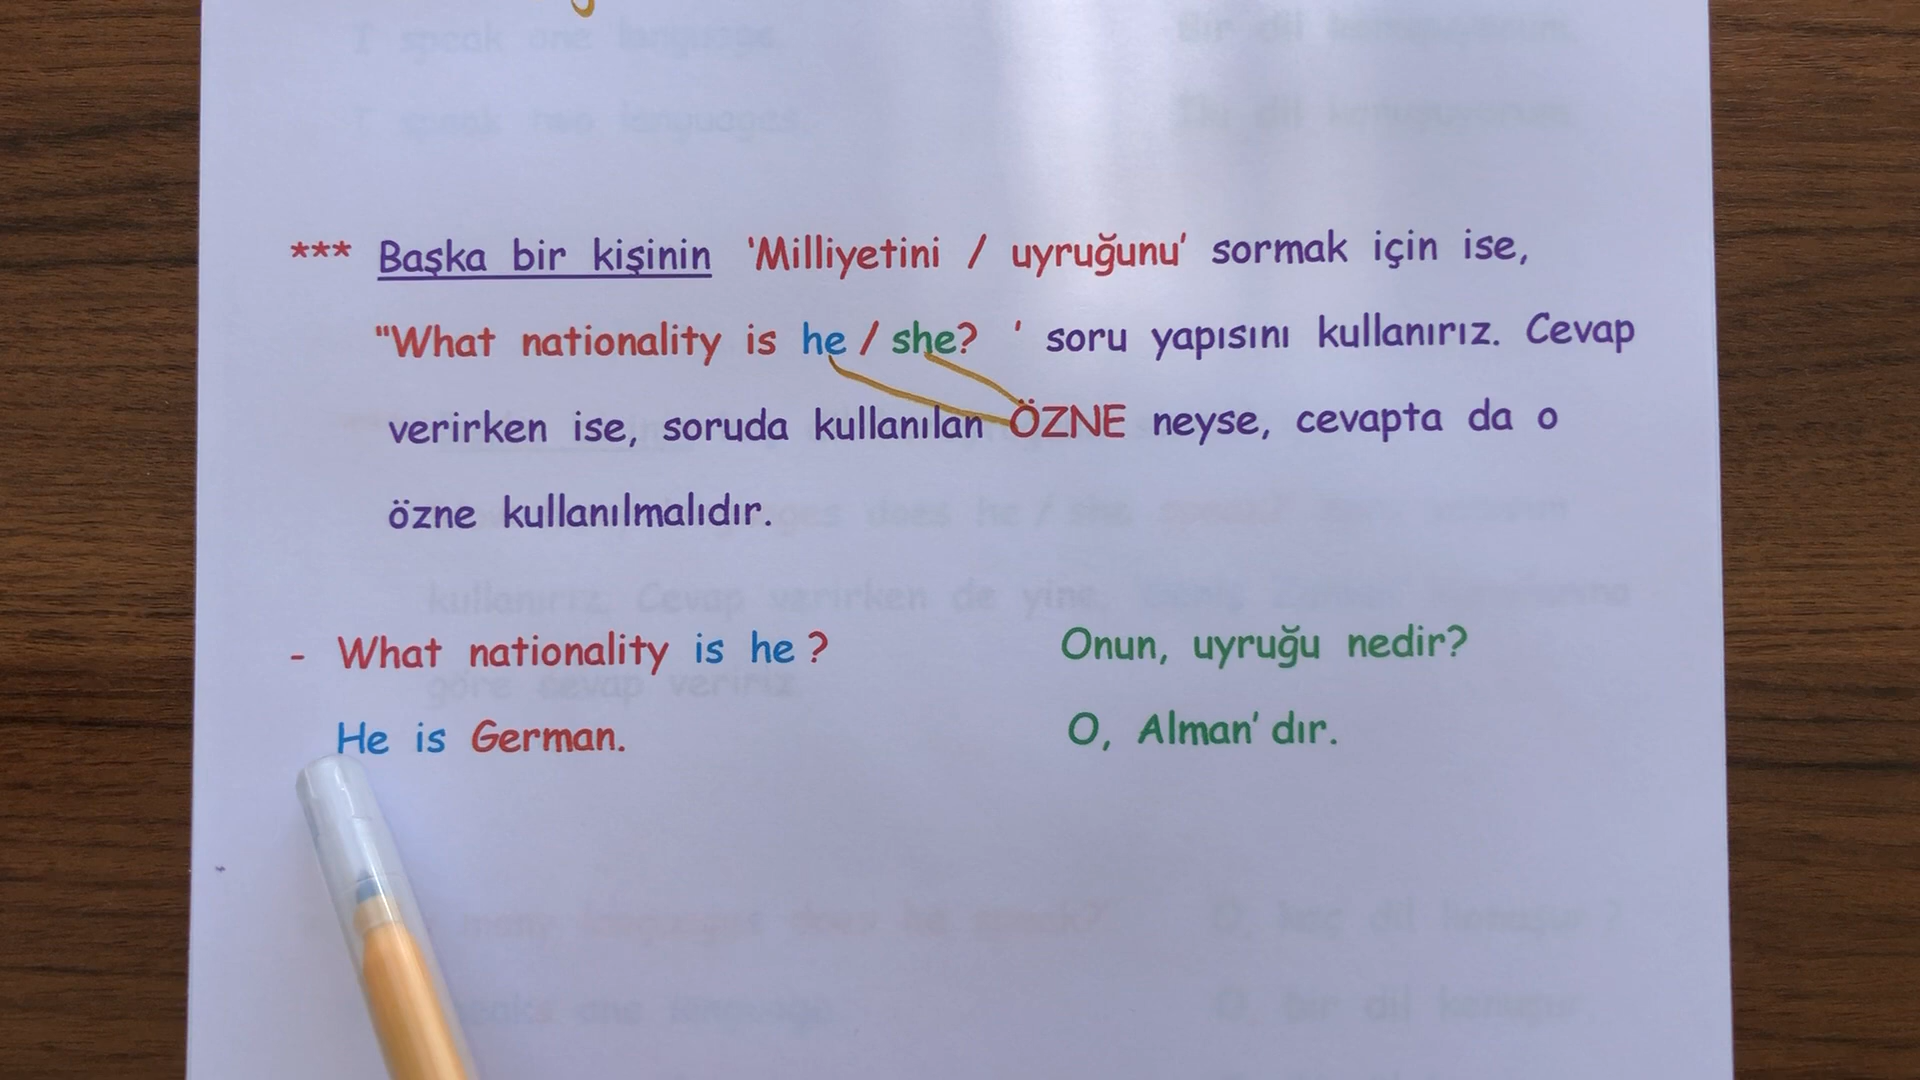 *** Başka bir kişinin 'Milliyetini / uyruğunu' sormak için ise,
"What nationality is he / she? ' soru yapısını kullanırız. Cevap
verirken ise, soruda kullanılan ÖZNE neyse, cevapta da o
özne kullanılmalıdır.
- What nationality is he ? Onun, uyruğu nedir?
He is German. O, Alman' dır.